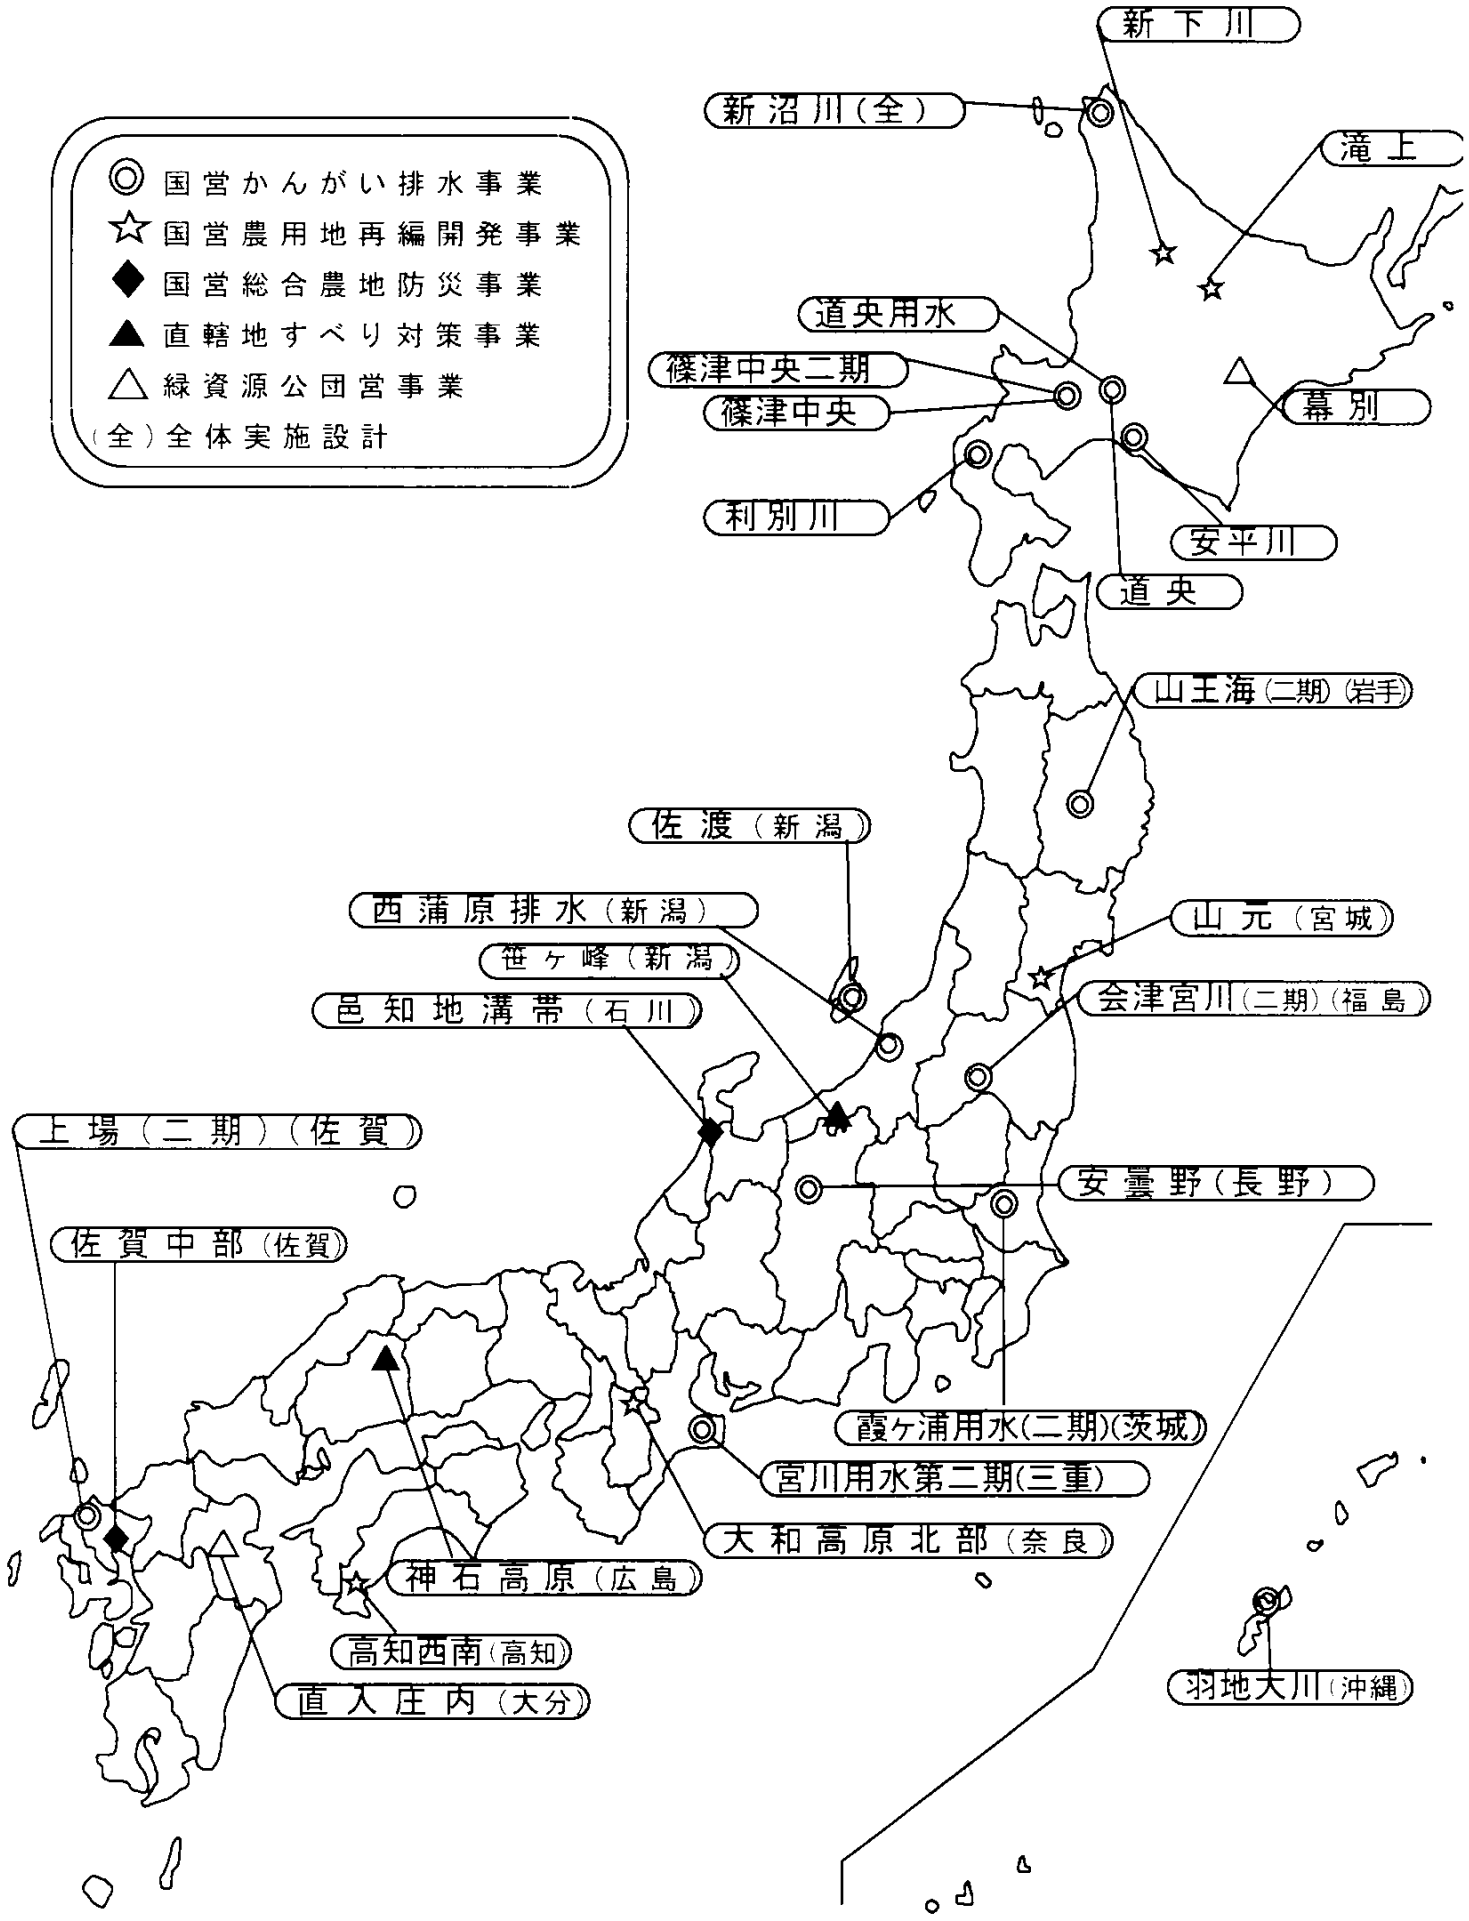 国営かんがい排水事業
国営農用地再編開発事業
国営総合農地防災事業
直轄地すべり対策事業
緑資源公団営事業
(全)全体実施設計
新下川
新沼川(全)
滝上
道央用水
篠津中央二期
篠津中央
幕別
利別川
安平川
道央
山王海(二期)(岩手)
佐渡(新潟)
西蒲原排水(新潟)
山元(宮城)
笹ヶ峰(新潟)
会津宮川(二期)(福島)
邑知地溝帯(石川)
上場(二期)(佐賀)
安曇野(長野)
佐賀中部(佐賀)
霞ヶ浦用水(二期)(茨城)
宮川用水第二期(三重)
大和高原北部(奈良)
神石高原(広島)
高知西南(高知)
直入庄内(大分)
羽地大川(沖縄)